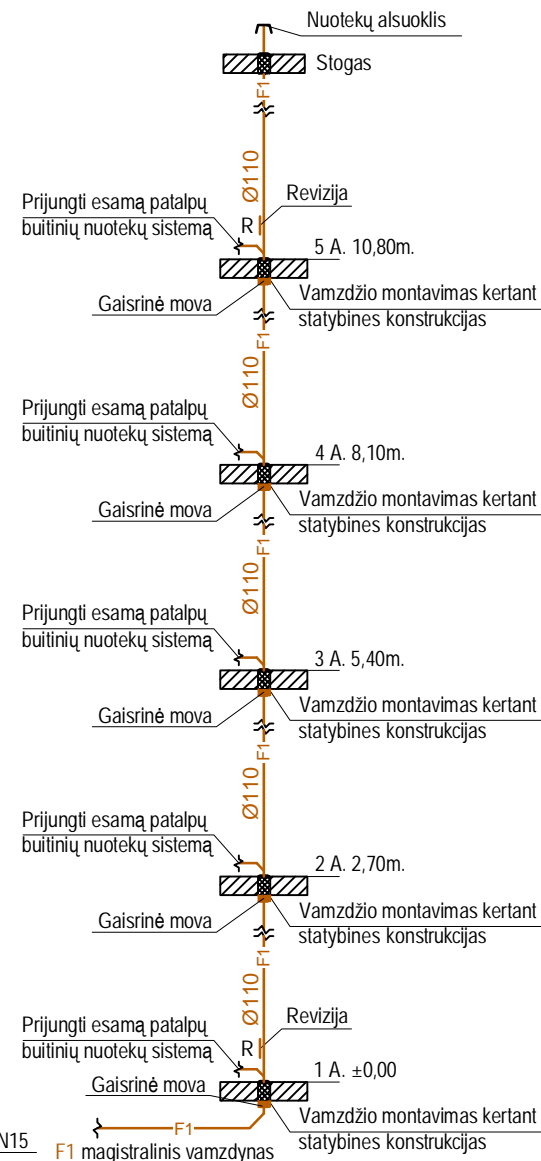 Nuotekų alsuoklis
Stogas
F1
Ø110
Revizija
Prijungti esamą patalpų
buitinių nuotekų sistemą
R
5 A. 10,80m.
Gaisrinė mova
Vamzdžio montavimas kertant
statybines konstrukcijas
F1
Ø110
Prijungti esamą patalpų
buitinių nuotekų sistemą
4 A. 8,10m.
Gaisrinė mova
Vamzdžio montavimas kertant
statybines konstrukcijas
F1
Ø110
Prijungti esamą patalpų
buitinių nuotekų sistemą
3 A. 5,40m.
Gaisrinė mova
Vamzdžio montavimas kertant
statybines konstrukcijas
F1
Ø110
Prijungti esamą patalpų
buitinių nuotekų sistemą
2 A. 2,70m.
Gaisrinė mova
Vamzdžio montavimas kertant
statybines konstrukcijas
F1
Ø110
Revizija
Prijungti esamą patalpų
buitinių nuotekų sistemą
R
1 A. ±0,00
Gaisrinė mova
Vamzdžio montavimas kertant
statybines konstrukcijas
F1
N15
F1 magistralinis vamzdynas